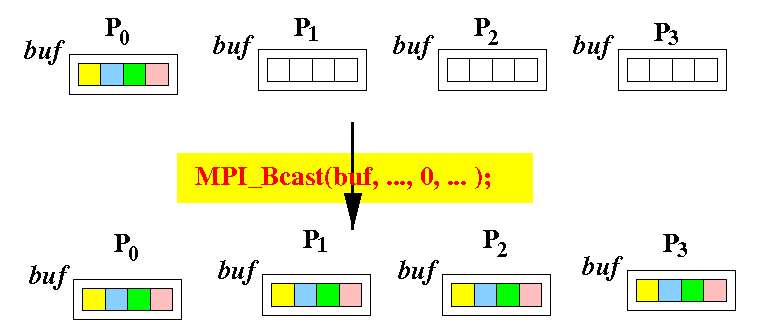 P0 P1 P2 P3
buf buf buf buf
MPI_Bcast(buf, ..., 0, ... );
P0 P1 P2 P3
buf buf buf buf